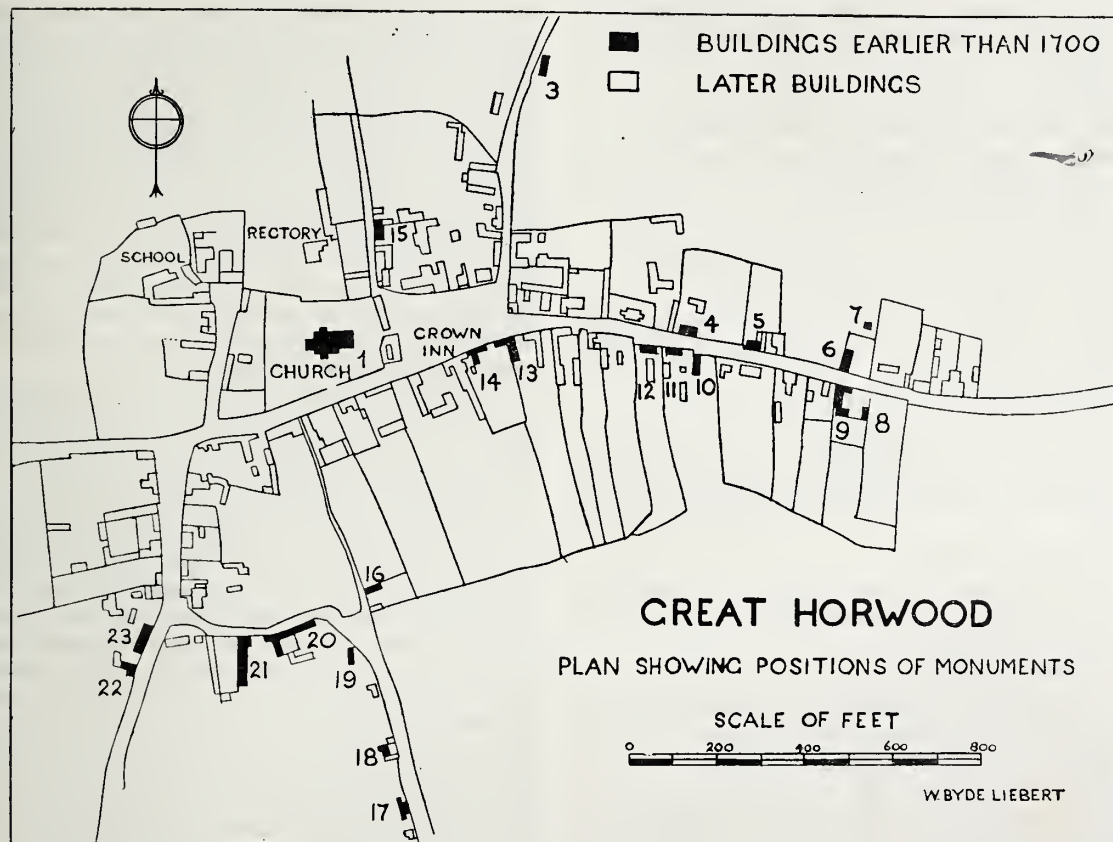 BUILDINGS EARLIER THAN 1700
LATER BUILDINGS
3
RECTORY
15
SCHOOL
CROWN
INN
1
CHURCH
4
5
7
6
14
13
12
11
10
9
8
16
23
22
21
20
19
18
17
GREAT HORWOOD
PLAN SHOWING POSITIONS OF MONUMENTS
SCALE OF FEET
0 200 400 600 800
W.BYDE LIEBERT